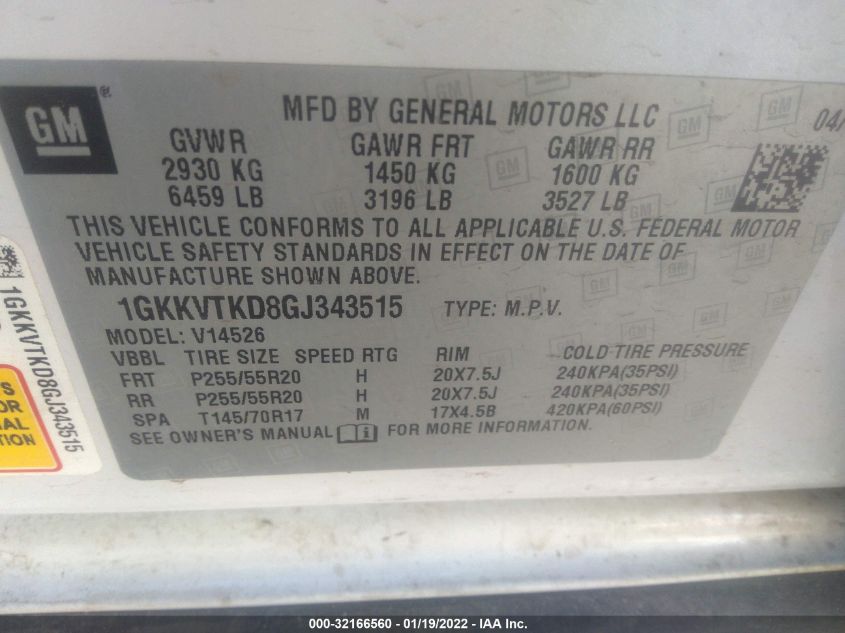 GM
MFD BY GENERAL MOTORS LLC
04/
GVWR GAWR FRT GAWR RR
2930 KG 1450 KG 1600 KG
6459 LB 3196 LB 3527 LB
THIS VEHICLE CONFORMS TO ALL APPLICABLE U.S. FEDERAL MOTOR
VEHICLE SAFETY STANDARDS IN EFFECT ON THE DATE OF
MANUFACTURE SHOWN ABOVE.
1GKKVTKD8GJ343515 TYPE: M.P.V.
MODEL: V14526
VBBL TIRE SIZE SPEED RTG RIM COLD TIRE PRESSURE
FRT P255/55R20 H 20X7.5J 240KPA(35PSI)
RR P255/55R20 H 20X7.5J 240KPA(35PSI)
SPA T145/70R17 M 17X4.5B 420KPA(60PSI)
SEE OWNER'S MANUAL FOR MORE INFORMATION.
1GKKVTKD8GJ343515
000-32166560 - 01/19/2022 - IAA Inc.